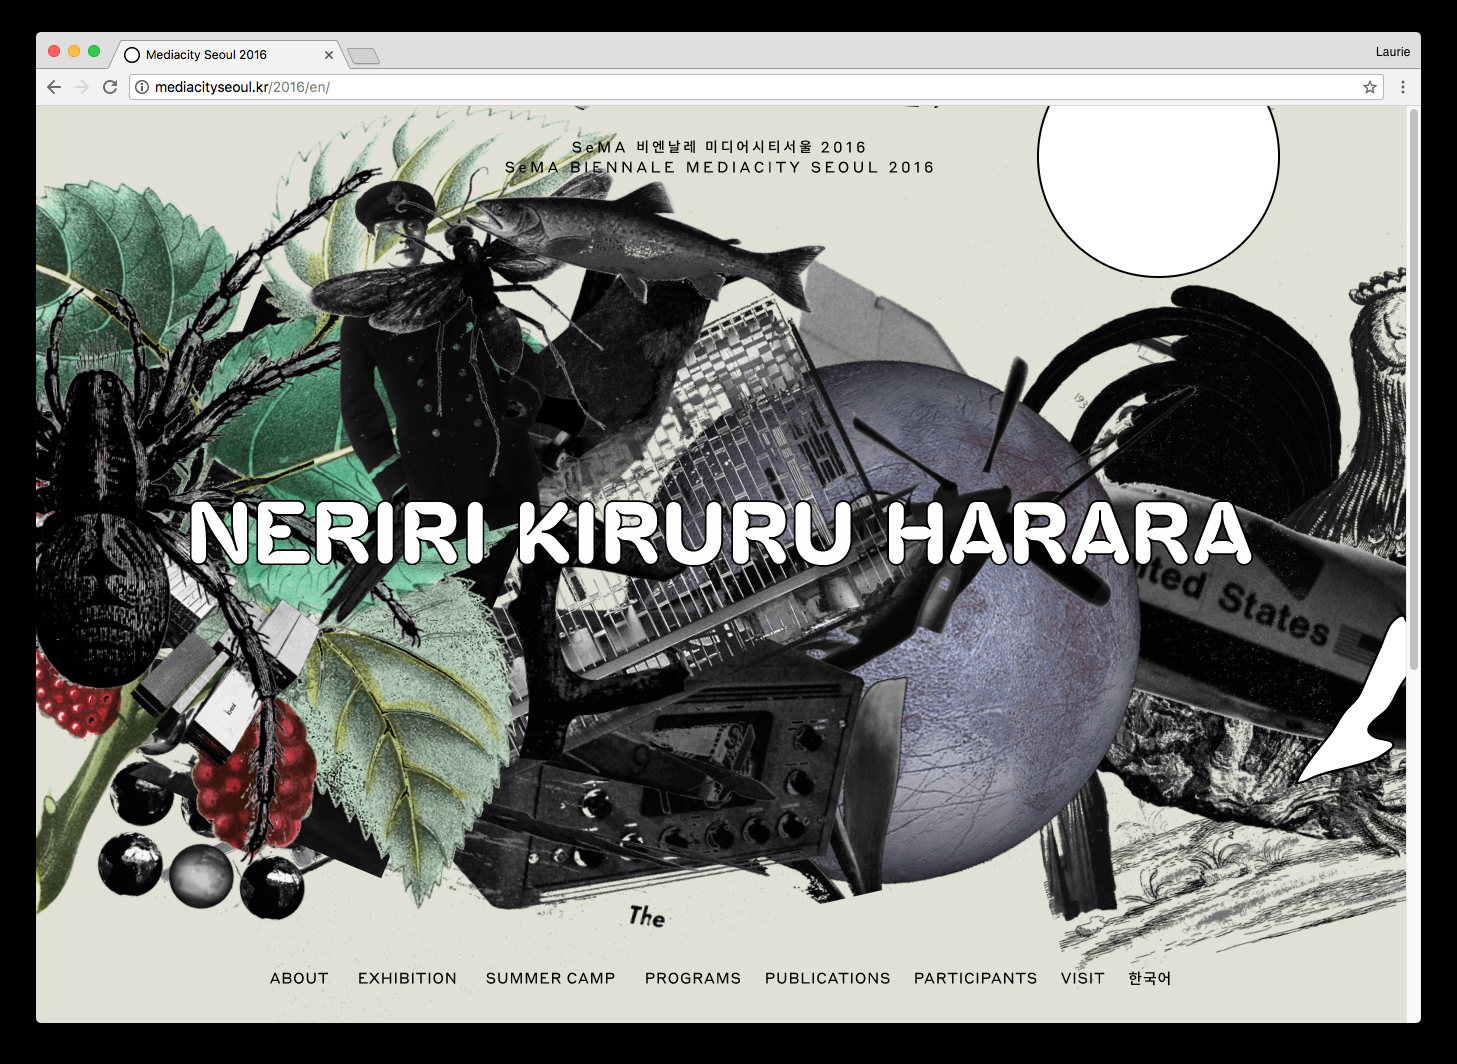 Mediacity Seoul 2016
Laurie
mediacityseoul.kr/2016/en/
SeMA 비엔날레 미디어시티서울 2016
SeMA BIENNALE MEDIACITY SEOUL 2016
193
NERIRI KIRURU HARARA
ited States
The
ABOUT EXHIBITION SUMMER CAMP PROGRAMS PUBLICATIONS PARTICIPANTS VISIT 한국어